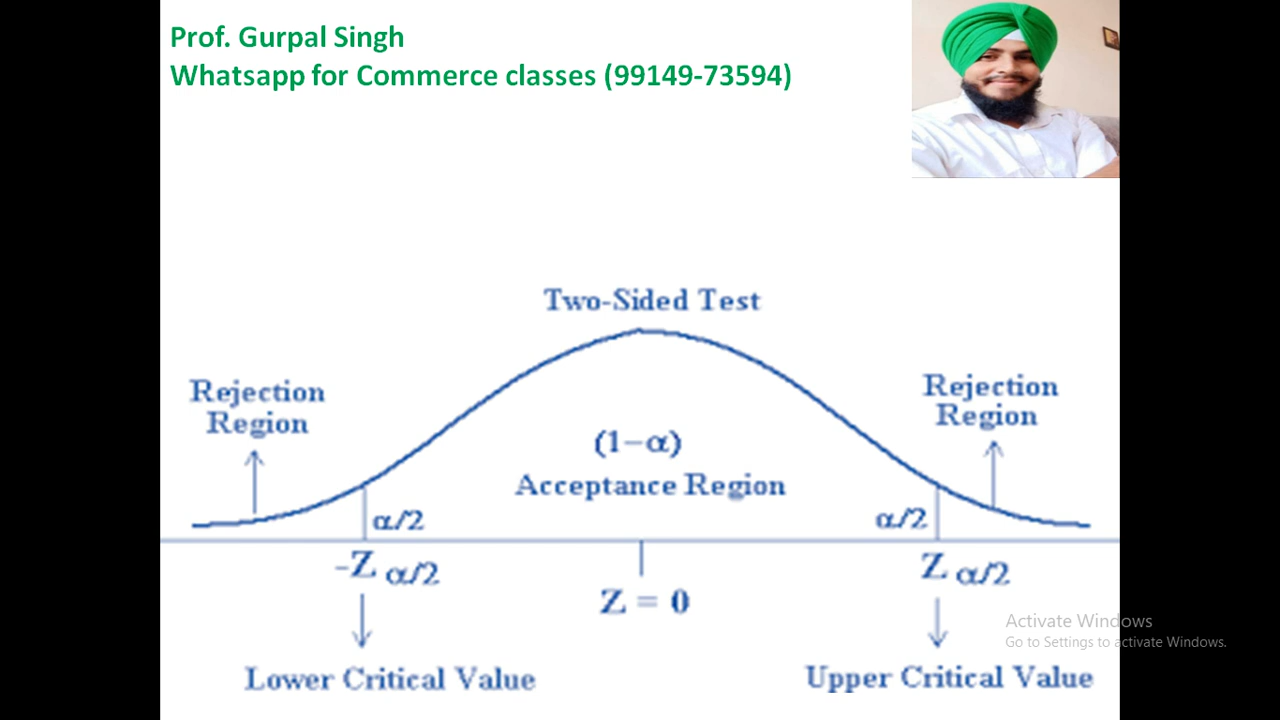 Prof. Gurpal Singh
Whatsapp for Commerce classes (99149-73594)
Two-Sided Test
Rejection
Region
Rejection
Region
(1−α)
Acceptance Region
α/2
α/2
-Z α/2
Z α/2
Z = 0
Activate Windows
Go to Settings to activate Windows.
Lower Critical Value
Upper Critical Value